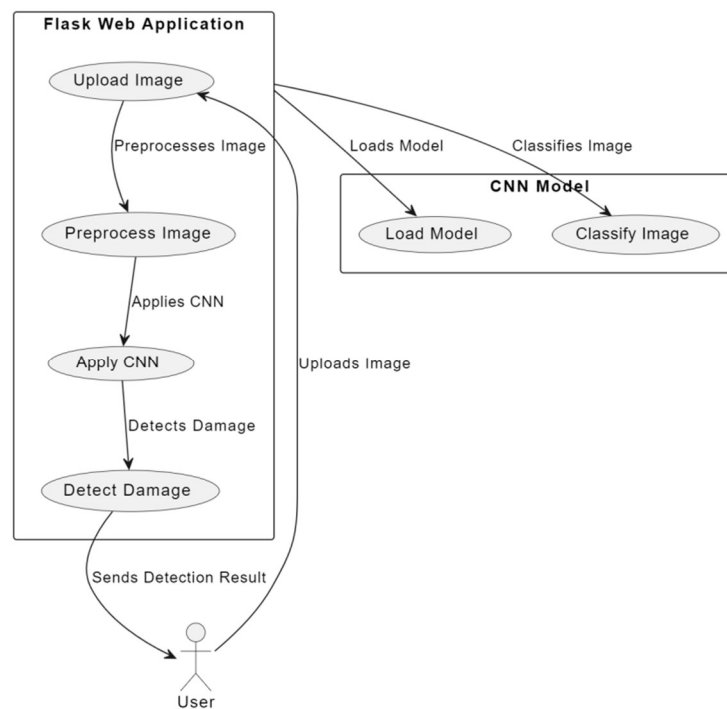 Flask Web Application
Upload Image
Preprocesses Image
Loads Model
Classifies Image
CNN Model
Preprocess Image
Load Model
Classify Image
Applies CNN
Apply CNN
Uploads Image
Detects Damage
Detect Damage
Sends Detection Result
User